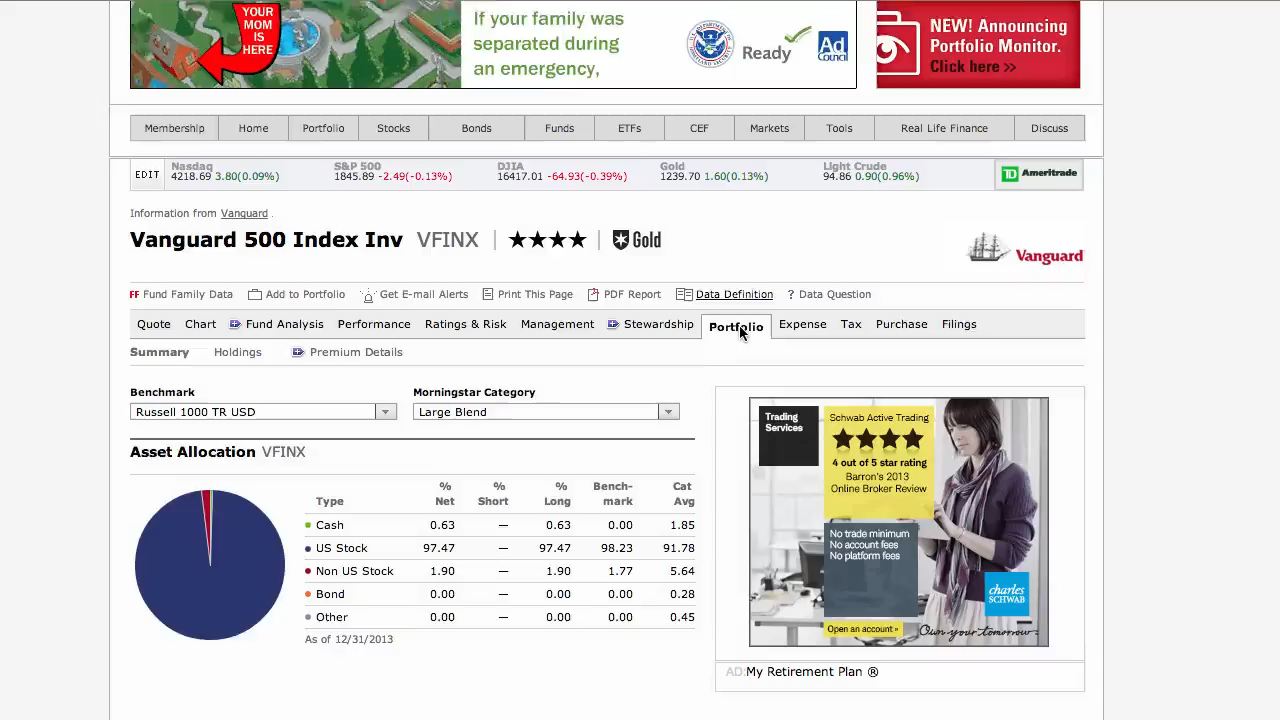 YOUR
MOM
IS
HERE
If your family was
separated during
an emergency,
Ready
Ad
COUNCIL
NEW! Announcing
Portfolio Monitor.
Click here >>
Membership Home Portfolio Stocks Bonds Funds ETFs CEF Markets Tools Real Life Finance Discuss
EDIT
Nasdaq S&P 500 DJIA Gold Light Crude
4218.69 3.80(0.09%) 1845.89 -2.49(-0.13%) 16417.01 -64.93(-0.39%) 1239.70 1.60(0.13%) 94.86 0.90(0.96%)
TD Ameritrade
Information from Vanguard .
Vanguard 500 Index Inv VFINX | ★★★★ | Gold
Vanguard
FF Fund Family Data Add to Portfolio Get E-mail Alerts Print This Page PDF Report Data Definition ? Data Question
Quote Chart Fund Analysis Performance Ratings & Risk Management Stewardship Portfolio Expense Tax Purchase Filings
Summary Holdings Premium Details
Benchmark Morningstar Category
Russell 1000 TR USD Large Blend
Asset Allocation VFINX
Type % Net % Short % Long Bench-mark Cat Avg
Cash 0.63 — 0.63 0.00 1.85
US Stock 97.47 — 97.47 98.23 91.78
Non US Stock 1.90 — 1.90 1.77 5.64
Bond 0.00 — 0.00 0.00 0.28
Other 0.00 — 0.00 0.00 0.45
As of 12/31/2013
Trading
Services
Schwab Active Trading
★★★★
4 out of 5 star rating
Barron's 2013
Online Broker Review
No trade minimum
No account fees
No platform fees
charles
SCHWAB
Open an account »
Own your tomorrow.
AD: My Retirement Plan ®